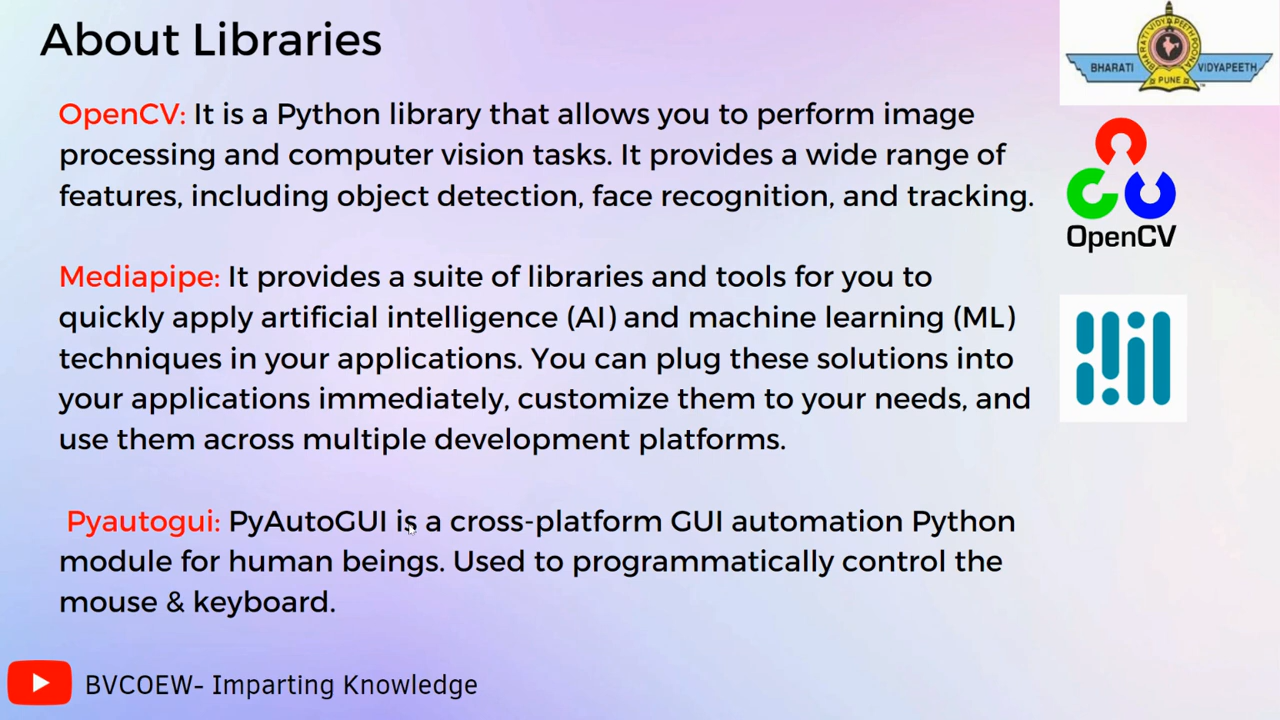 About Libraries
OpenCV: It is a Python library that allows you to perform image
processing and computer vision tasks. It provides a wide range of
features, including object detection, face recognition, and tracking.
Mediapipe: It provides a suite of libraries and tools for you to
quickly apply artificial intelligence (AI) and machine learning (ML)
techniques in your applications. You can plug these solutions into
your applications immediately, customize them to your needs, and
use them across multiple development platforms.
Pyautogui: PyAutoGUI is a cross-platform GUI automation Python
module for human beings. Used to programmatically control the
mouse & keyboard.
BHARATI VIDYAPEETH POONA
BHARATI VIDYAPEETH
PUNE
OpenCV
BVCOEW- Imparting Knowledge